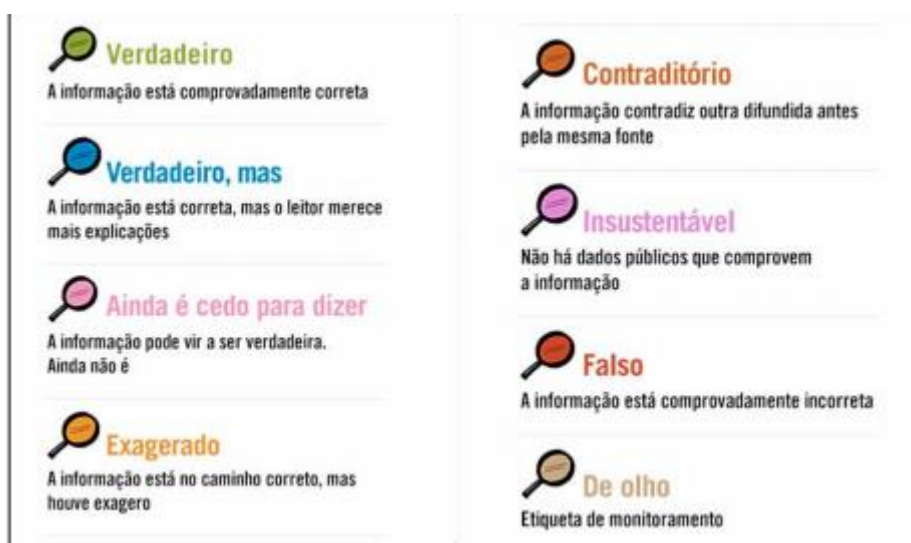 Verdadeiro
A informação está comprovadamente correta
Verdadeiro, mas
A informação está correta, mas o leitor merece
mais explicações
Ainda é cedo para dizer
A informação pode vir a ser verdadeira.
Ainda não é
Exagerado
A informação está no caminho correto, mas
houve exagero
Contraditório
A informação contradiz outra difundida antes
pela mesma fonte
Insustentável
Não há dados públicos que comprovem
a informação
Falso
A informação está comprovadamente incorreta
De olho
Etiqueta de monitoramento